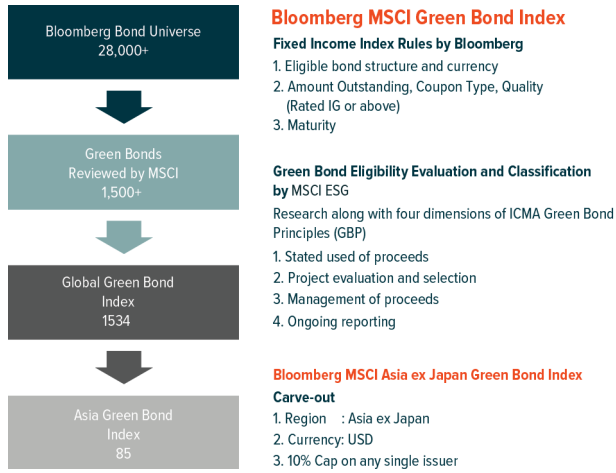 Bloomberg Bond Universe
28,000+
Green Bonds
Reviewed by MSCI
1,500+
Global Green Bond
Index
1534
Asia Green Bond
Index
85
Bloomberg MSCI Green Bond Index
Fixed Income Index Rules by Bloomberg
1. Eligible bond structure and currency
2. Amount Outstanding, Coupon Type, Quality
(Rated IG or above)
3. Maturity
Green Bond Eligibility Evaluation and Classification
by MSCI ESG
Research along with four dimensions of ICMA Green Bond
Principles (GBP)
1. Stated used of proceeds
2. Project evaluation and selection
3. Management of proceeds
4. Ongoing reporting
Bloomberg MSCI Asia ex Japan Green Bond Index
Carve-out
1. Region : Asia ex Japan
2. Currency: USD
3. 10% Cap on any single issuer